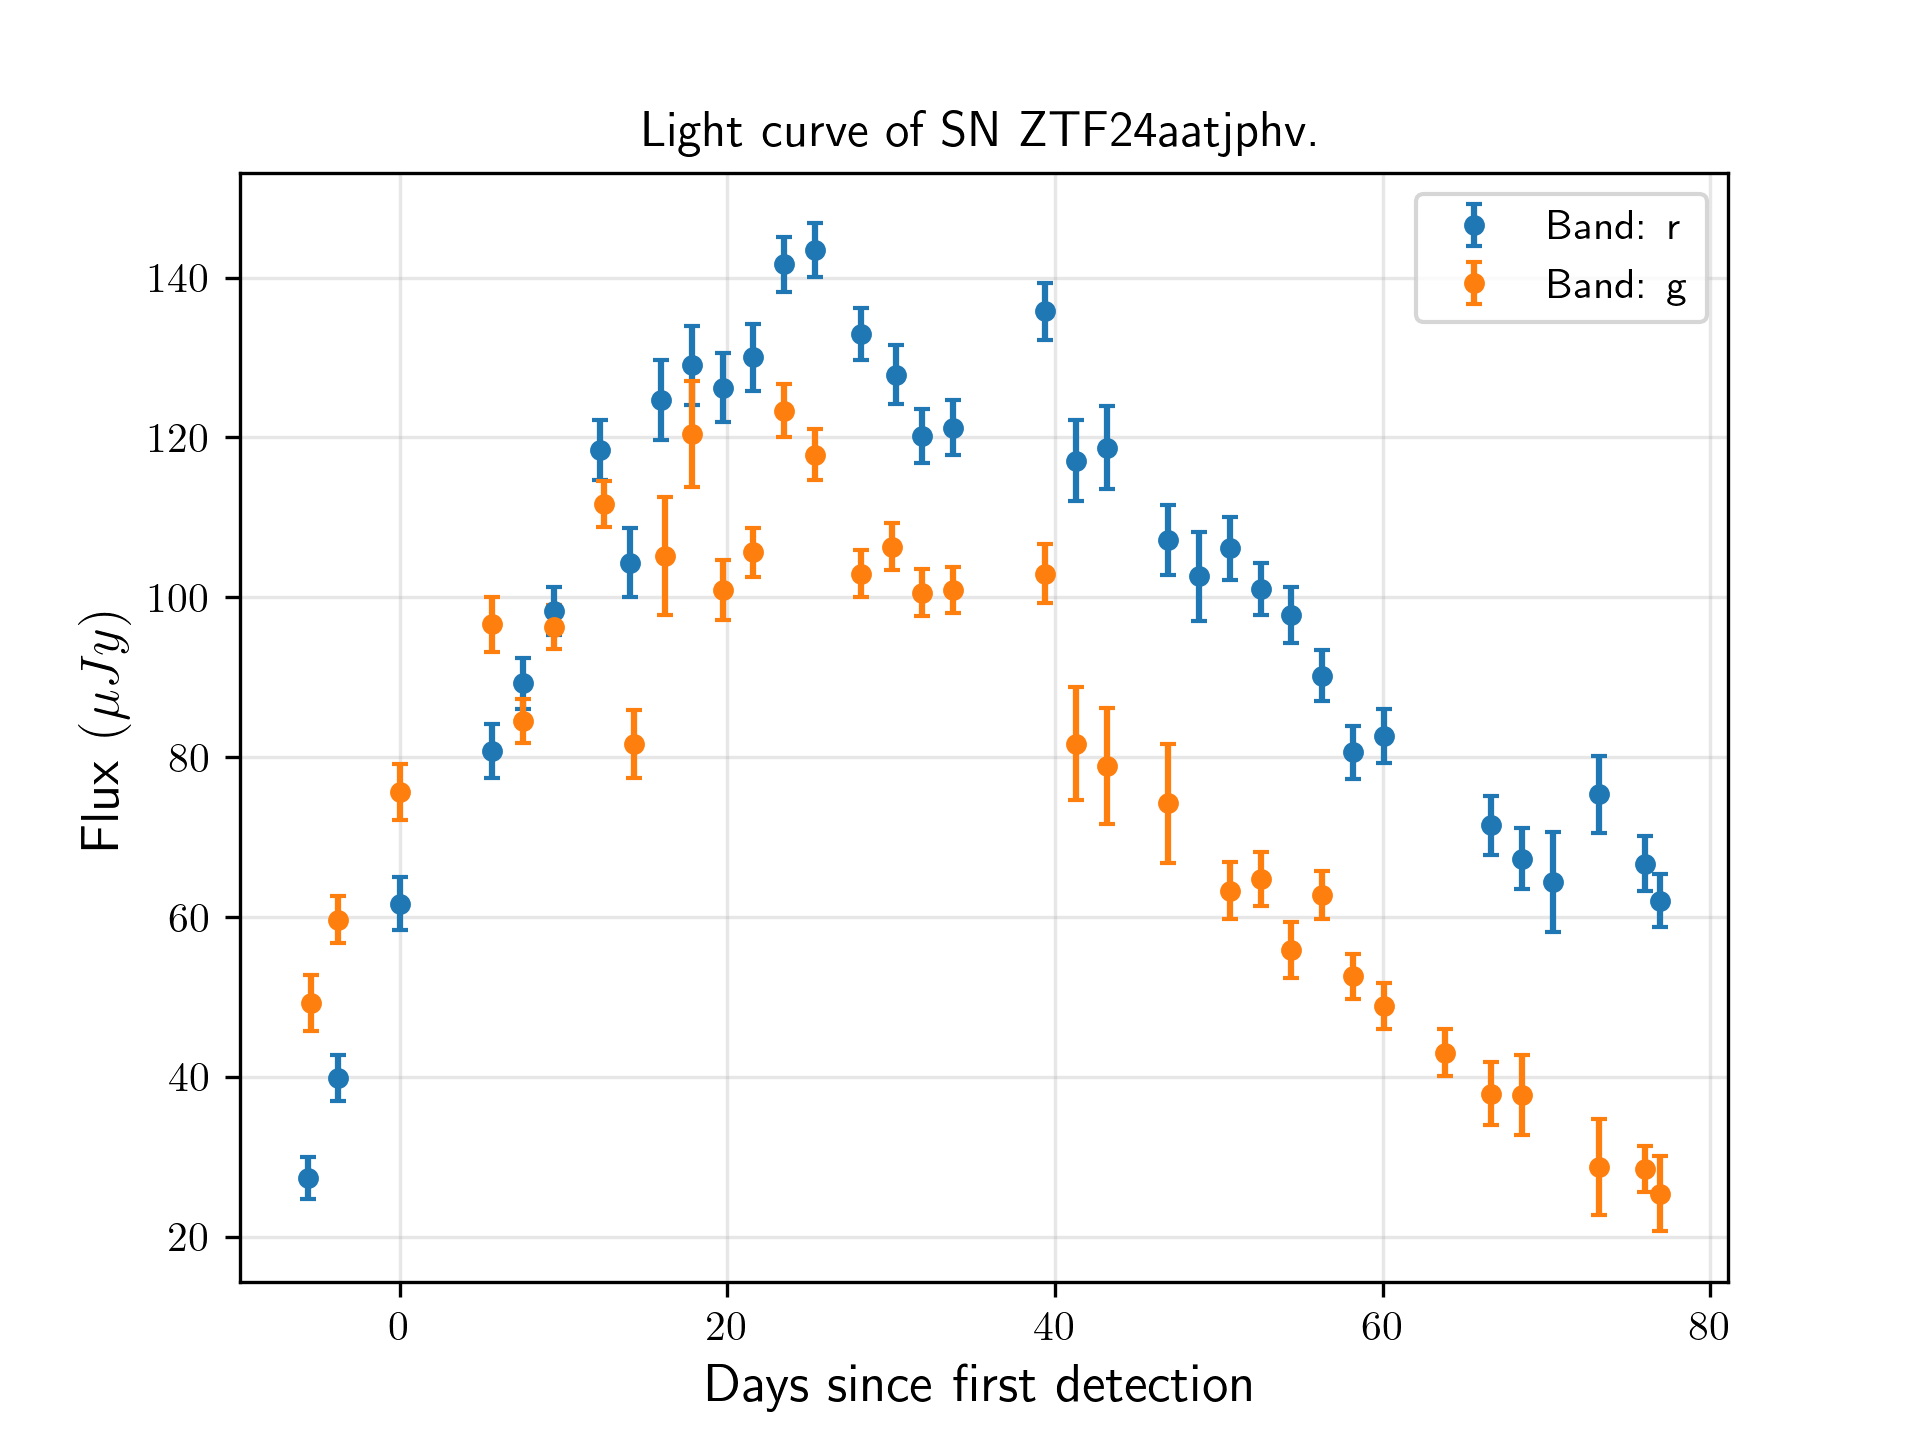 Light curve of SN ZTF24aatjphv.
Band: r
Band: g
140
120
100
80
60
40
20
Flux (μJy)
0 20 40 60 80
Days since first detection